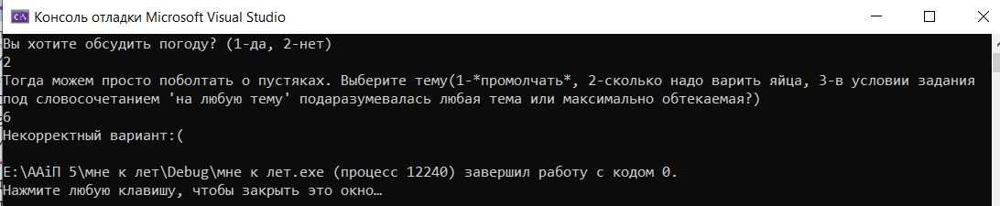 Консоль отладки Microsoft Visual Studio
Вы хотите обсудить погоду? (1-да, 2-нет)
2
Тогда можем просто поболтать о пустяках. Выберите тему(1-*промолчать*, 2-сколько надо варить яйца, 3-в условии задания
под словосочетанием 'на любую тему' подаразумевалась любая тема или максимально обтекаемая?)
6
Некорректный вариант:(
E:\ААиП 5\мне к лет\Debug\мне к лет.exe (процесс 12240) завершил работу с кодом 0.
Нажмите любую клавишу, чтобы закрыть это окно…